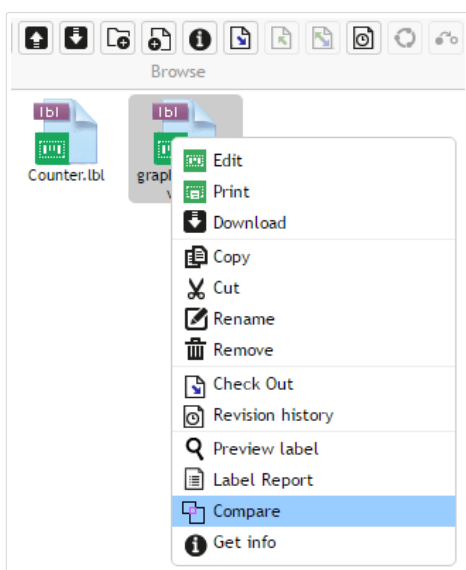 Browse
lbl
lbl
Counter.lbl
Edit
Print
Download
Copy
Cut
Rename
Remove
Check Out
Revision history
Preview label
Label Report
Compare
Get info